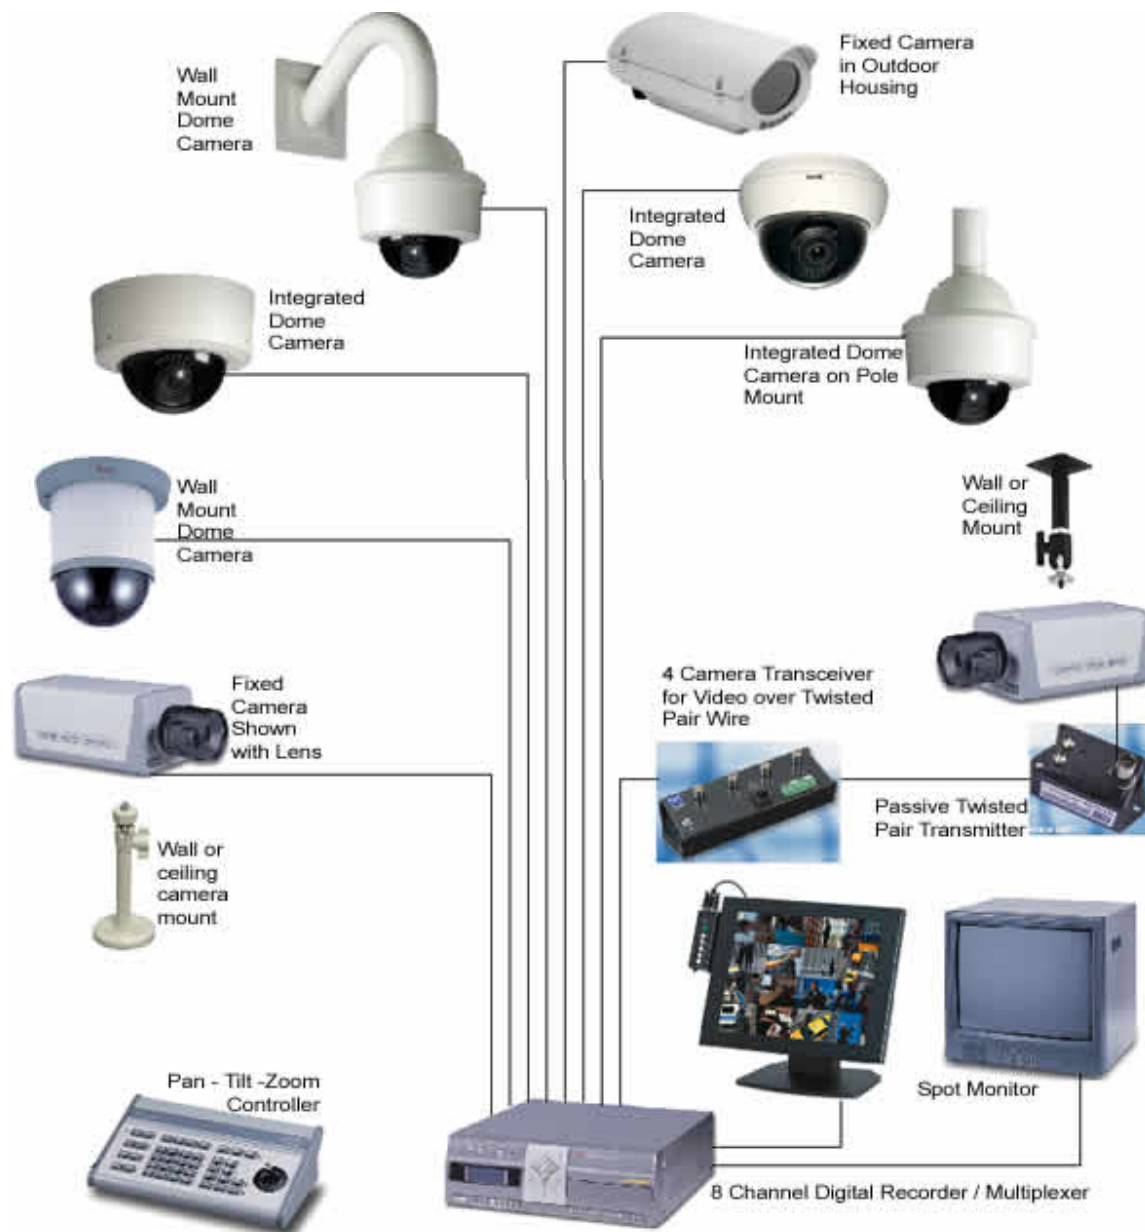 Fixed Camera
in Outdoor
Housing
Wall
Mount
Dome
Camera
Integrated
Dome
Camera
Integrated
Dome
Camera
Integrated Dome
Camera on Pole
Mount
Wall
Mount
Dome
Camera
Wall or
Ceiling
Mount
Fixed
Camera
Shown
with Lens
4 Camera Transceiver
for Video over Twisted
Pair Wire
Passive Twisted
Pair Transmitter
Wall or
ceiling
camera
mount
Pan - Tilt -Zoom
Controller
Spot Monitor
8 Channel Digital Recorder / Multiplexer